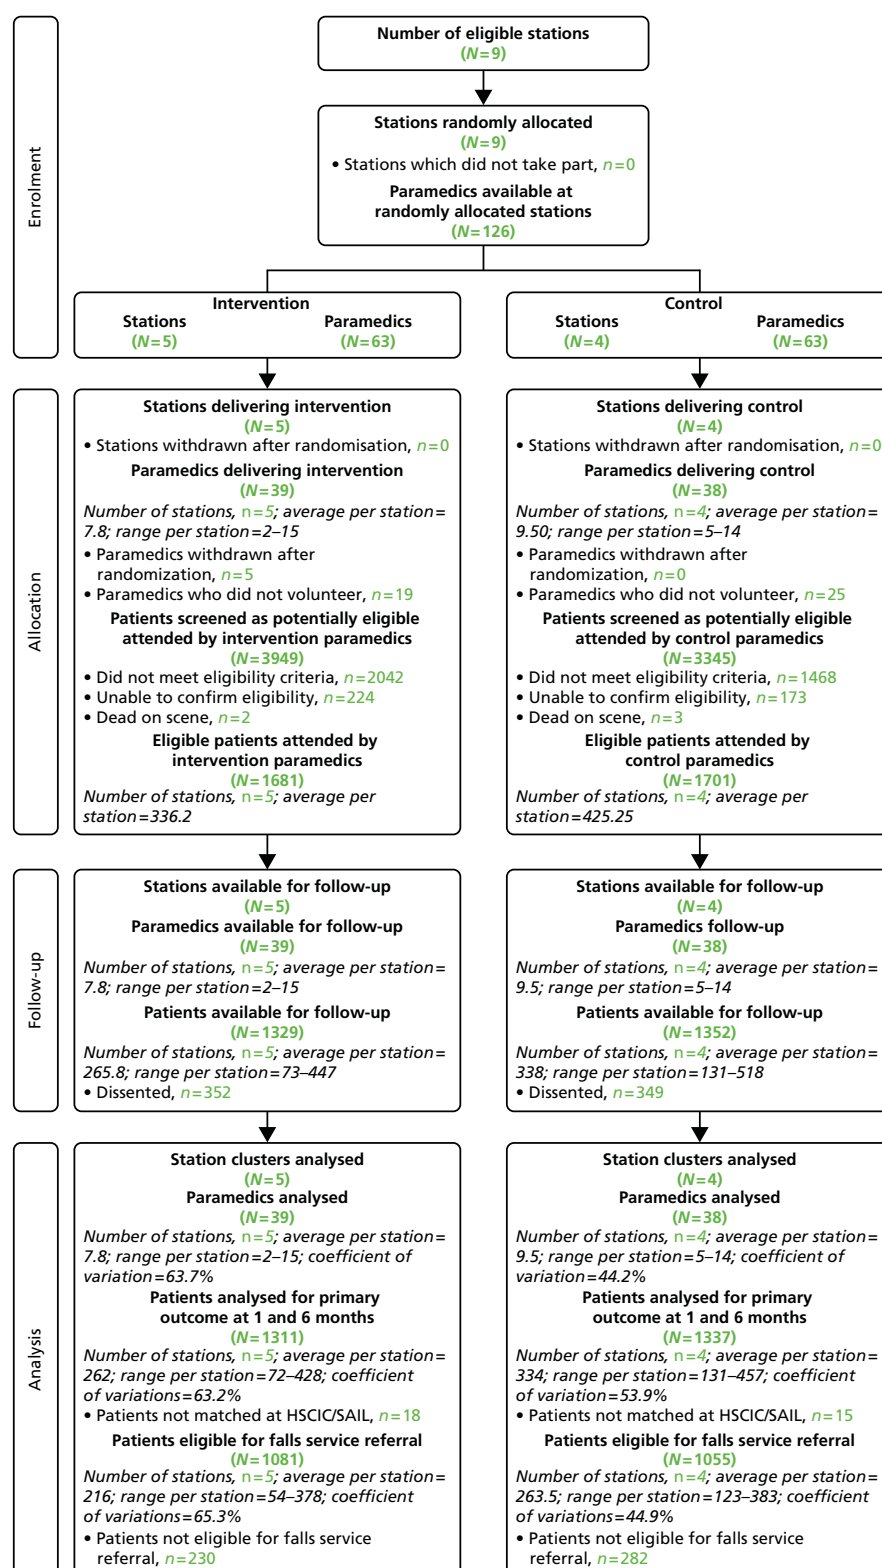 Enrolment
Number of eligible stations
(N=9)
Stations randomly allocated
(N=9)
• Stations which did not take part, n=0
Paramedics available at
randomly allocated stations
(N=126)
Intervention
Stations
(N=5)
Paramedics
(N=63)
Control
Stations
(N=4)
Paramedics
(N=63)
Allocation
Stations delivering intervention
(N=5)
• Stations withdrawn after randomisation, n=0
Paramedics delivering intervention
(N=39)
Number of stations, n=5; average per station=
7.8; range per station=2–15
• Paramedics withdrawn after
randomization, n=5
• Paramedics who did not volunteer, n=19
Patients screened as potentially eligible
attended by intervention paramedics
(N=3949)
• Did not meet eligibility criteria, n=2042
• Unable to confirm eligibility, n=224
• Dead on scene, n=2
Eligible patients attended by
intervention paramedics
(N=1681)
Number of stations, n=5; average per
station=336.2
Stations delivering control
(N=4)
• Stations withdrawn after randomisation, n=0
Paramedics delivering control
(N=38)
Number of stations, n=4; average per station=
9.50; range per station=5–14
• Paramedics withdrawn after
randomization, n=0
• Paramedics who did not volunteer, n=25
Patients screened as potentially eligible
attended by control paramedics
(N=3345)
• Did not meet eligibility criteria, n=1468
• Unable to confirm eligibility, n=173
• Dead on scene, n=3
Eligible patients attended by
control paramedics
(N=1701)
Number of stations, n=4; average per
station=425.25
Follow-up
Stations available for follow-up
(N=5)
Paramedics available for follow-up
(N=39)
Number of stations, n=5; average per station=
7.8; range per station=2–15
Patients available for follow-up
(N=1329)
Number of stations, n=5; average per station=
265.8; range per station=73–447
• Dissented, n=352
Stations available for follow-up
(N=4)
Paramedics follow-up
(N=38)
Number of stations, n=4; average per station=
9.5; range per station=5–14
Patients available for follow-up
(N=1352)
Number of stations, n=4; average per station=
338; range per station=131–518
• Dissented, n=349
Analysis
Station clusters analysed
(N=5)
Paramedics analysed
(N=39)
Number of stations, n=5; average per station=
7.8; range per station=2–15; coefficient of
variation=63.7%
Patients analysed for primary
outcome at 1 and 6 months
(N=1311)
Number of stations, n=5; average per station=
262; range per station=72–428; coefficient
of variations=63.2%
• Patients not matched at HSCIC/SAIL, n=18
Patients eligible for falls service referral
(N=1081)
Number of stations, n=5; average per station=
216; range per station=54–378; coefficient
of variations=65.3%
• Patients not eligible for falls service
referral, n=230
Station clusters analysed
(N=4)
Paramedics analysed
(N=38)
Number of stations, n=4; average per station=
9.5; range per station=5–14; coefficient of
variation=44.2%
Patients analysed for primary
outcome at 1 and 6 months
(N=1337)
Number of stations, n=4; average per station=
334; range per station=131–457; coefficient
of variation=53.9%
• Patients not matched at HSCIC/SAIL, n=15
Patients eligible for falls service referral
(N=1055)
Number of stations, n=4; average per station=
263.5; range per station=123–383; coefficient
of variations=44.9%
• Patients not eligible for falls service
referral, n=282